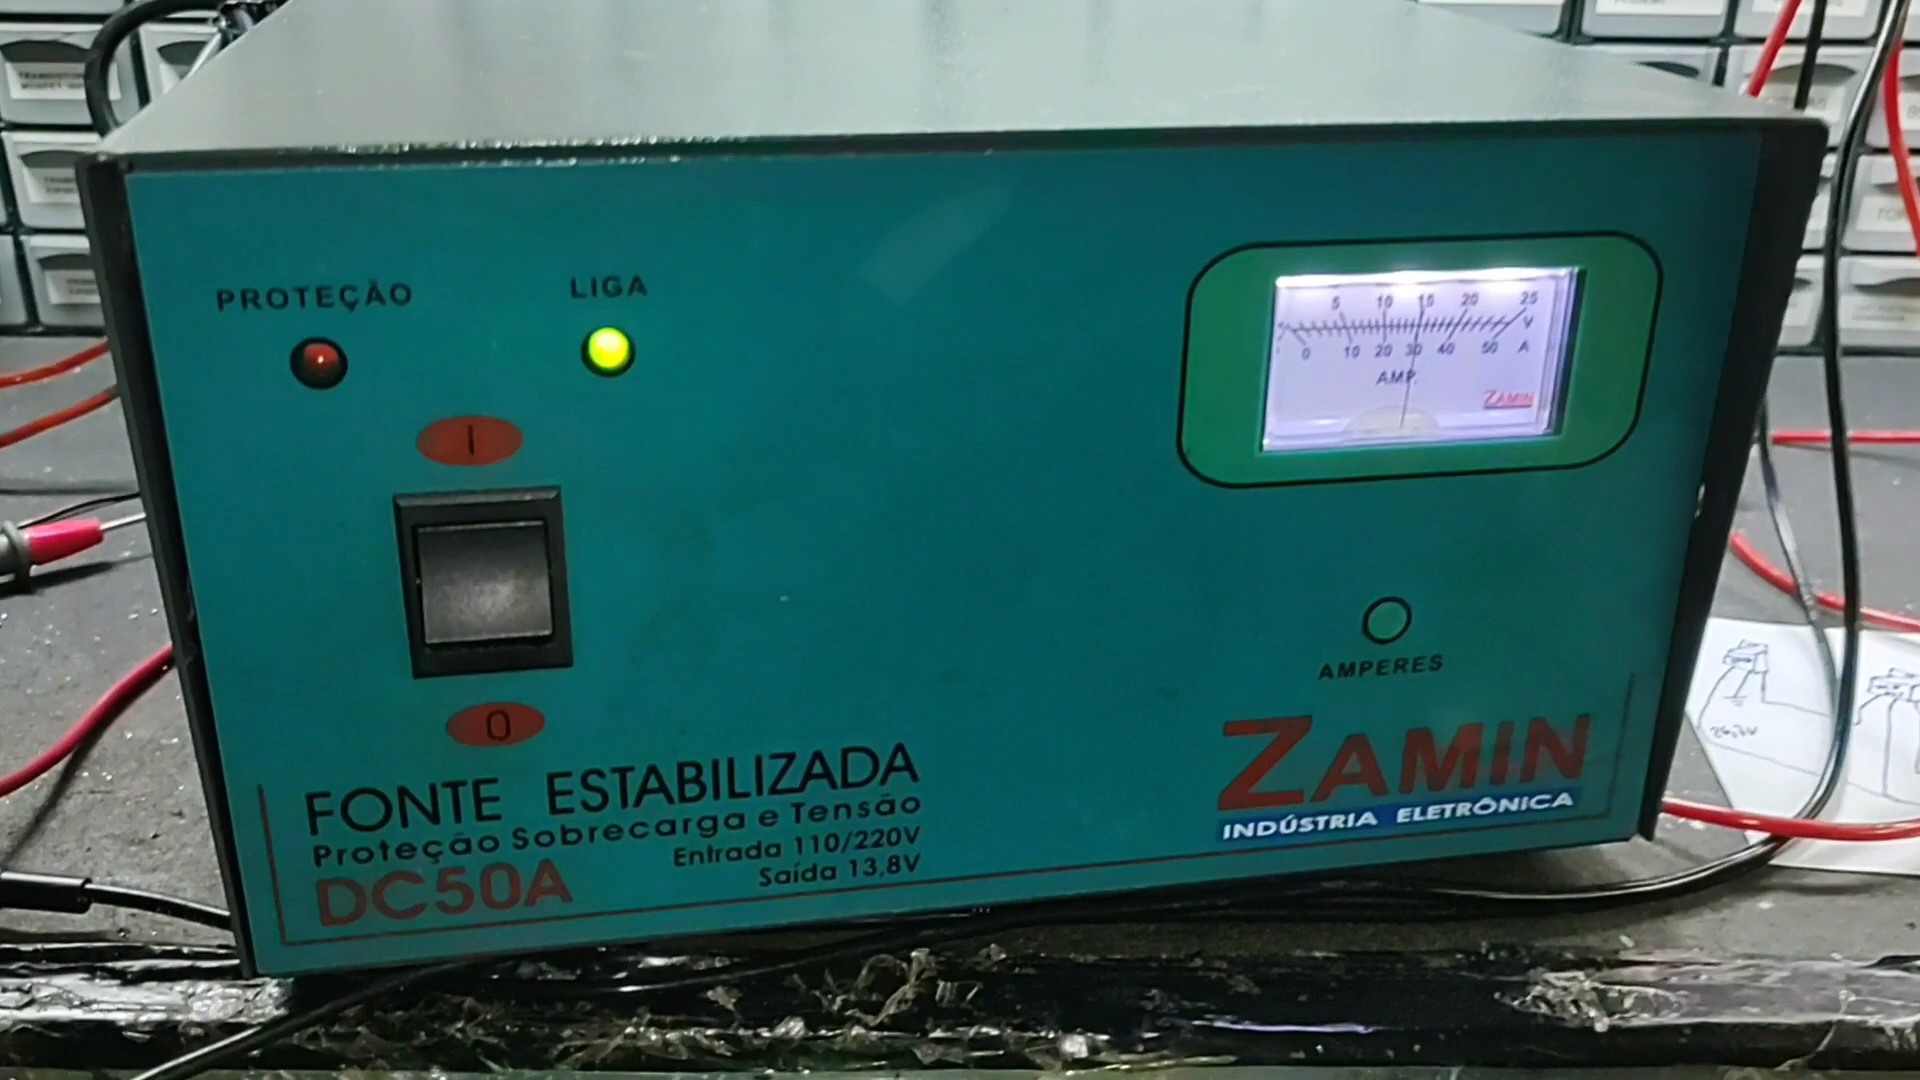 PROTEÇÃO
LIGA
I
0
5 10 15 20 25
V
0 10 20 30 40 50 A
AMP.
ZAMIN
AMPERES
FONTE ESTABILIZADA
Proteção Sobrecarga e Tensão
Entrada 110/220V
DC50A
Saída 13,8V
ZAMIN
INDÚSTRIA ELETRÔNICA